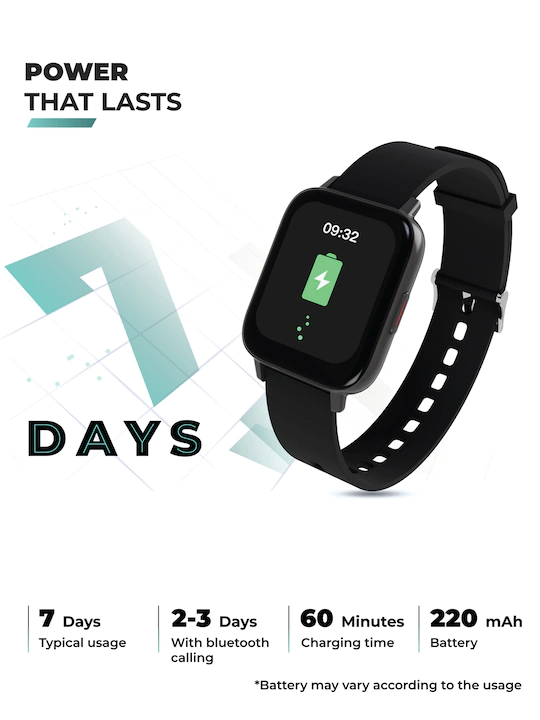 POWER
THAT LASTS
09:32
7
DAYS
7 Days
Typical usage
2-3 Days
With bluetooth
calling
60 Minutes
Charging time
220 mAh
Battery
*Battery may vary according to the usage